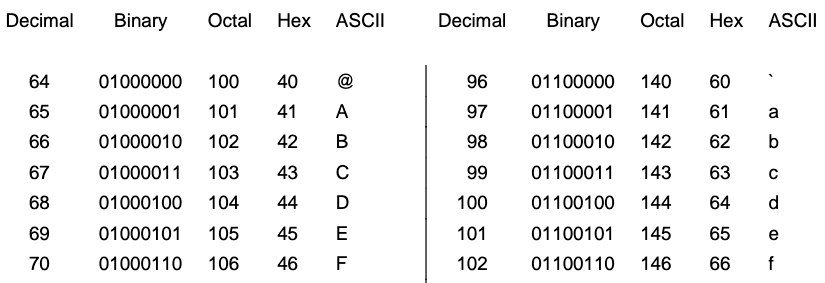 Decimal Binary Octal Hex ASCII Decimal Binary Octal Hex ASCII
64 01000000 100 40 @ 96 01100000 140 60 `
65 01000001 101 41 A 97 01100001 141 61 a
66 01000010 102 42 B 98 01100010 142 62 b
67 01000011 103 43 C 99 01100011 143 63 c
68 01000100 104 44 D 100 01100100 144 64 d
69 01000101 105 45 E 101 01100101 145 65 e
70 01000110 106 46 F 102 01100110 146 66 f